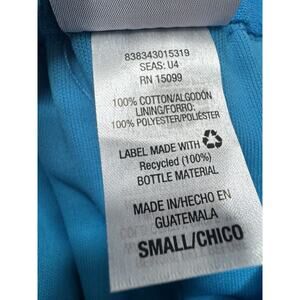 838343015319
SEAS: U4
RN 15099
100% COTTON/ALGODÓN
LINING/FORRO:
100% POLYESTER/POLIÉSTER
LABEL MADE WITH
Recycled (100%)
BOTTLE MATERIAL
MADE IN/HECHO EN
GUATEMALA
SMALL/CHICO